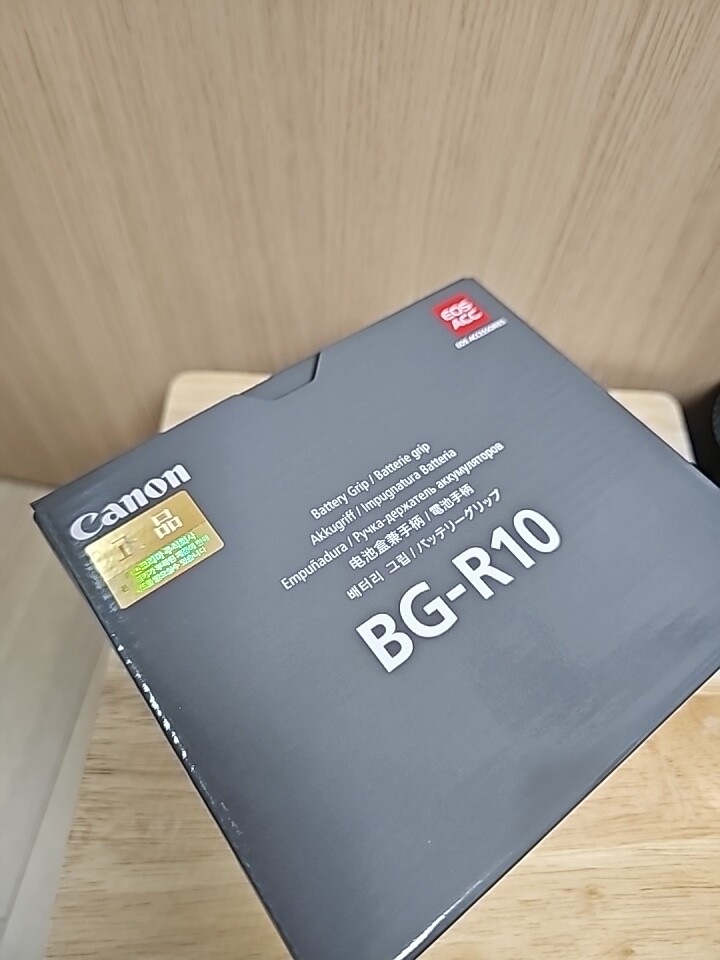 EOS
ACC
EOS ACCESSORIES
Canon
正品
Battery Grip / Batterie grip
Akkugriff / Impugnatura Batteria
Empuñadura / Ручка-держатель аккумуляторов
电池盒兼手柄 / 電池手柄
배터리 그립 / バッテリーグリップ
BG-R10